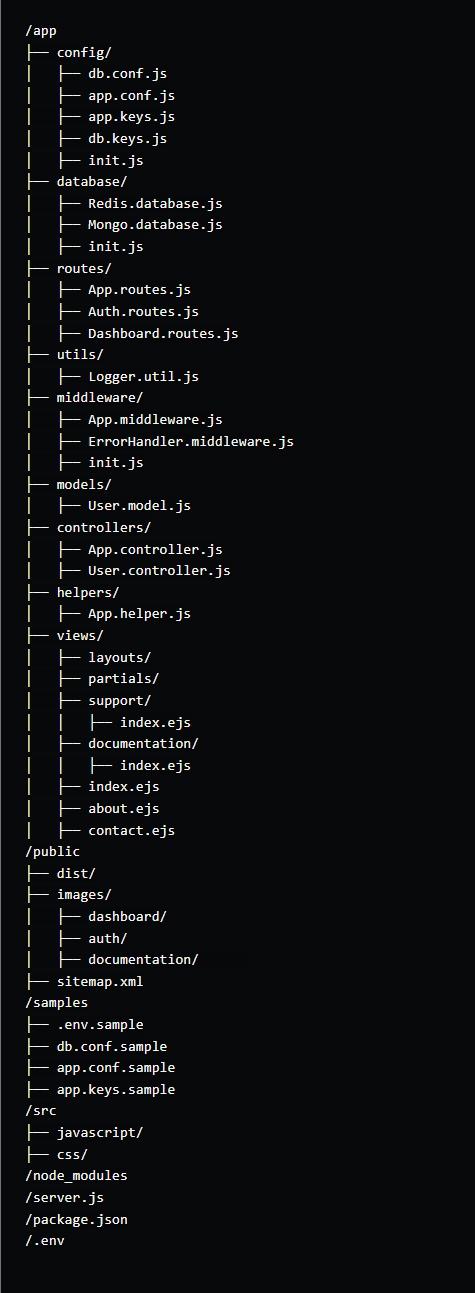 /app
├── config/
│   ├── db.conf.js
│   ├── app.conf.js
│   ├── app.keys.js
│   ├── db.keys.js
│   ├── init.js
├── database/
│   ├── Redis.database.js
│   ├── Mongo.database.js
│   ├── init.js
├── routes/
│   ├── App.routes.js
│   ├── Auth.routes.js
│   ├── Dashboard.routes.js
├── utils/
│   ├── Logger.util.js
├── middleware/
│   ├── App.middleware.js
│   ├── ErrorHandler.middleware.js
│   ├── init.js
├── models/
│   ├── User.model.js
├── controllers/
│   ├── App.controller.js
│   ├── User.controller.js
├── helpers/
│   ├── App.helper.js
├── views/
│   ├── layouts/
│   ├── partials/
│   ├── support/
│   │   ├── index.ejs
│   ├── documentation/
│   │   ├── index.ejs
│   ├── index.ejs
│   ├── about.ejs
│   ├── contact.ejs
/public
├── dist/
├── images/
│   ├── dashboard/
│   ├── auth/
│   ├── documentation/
├── sitemap.xml
/samples
├── .env.sample
├── db.conf.sample
├── app.conf.sample
├── app.keys.sample
/src
├── javascript/
├── css/
/node_modules
/server.js
/package.json
/.env